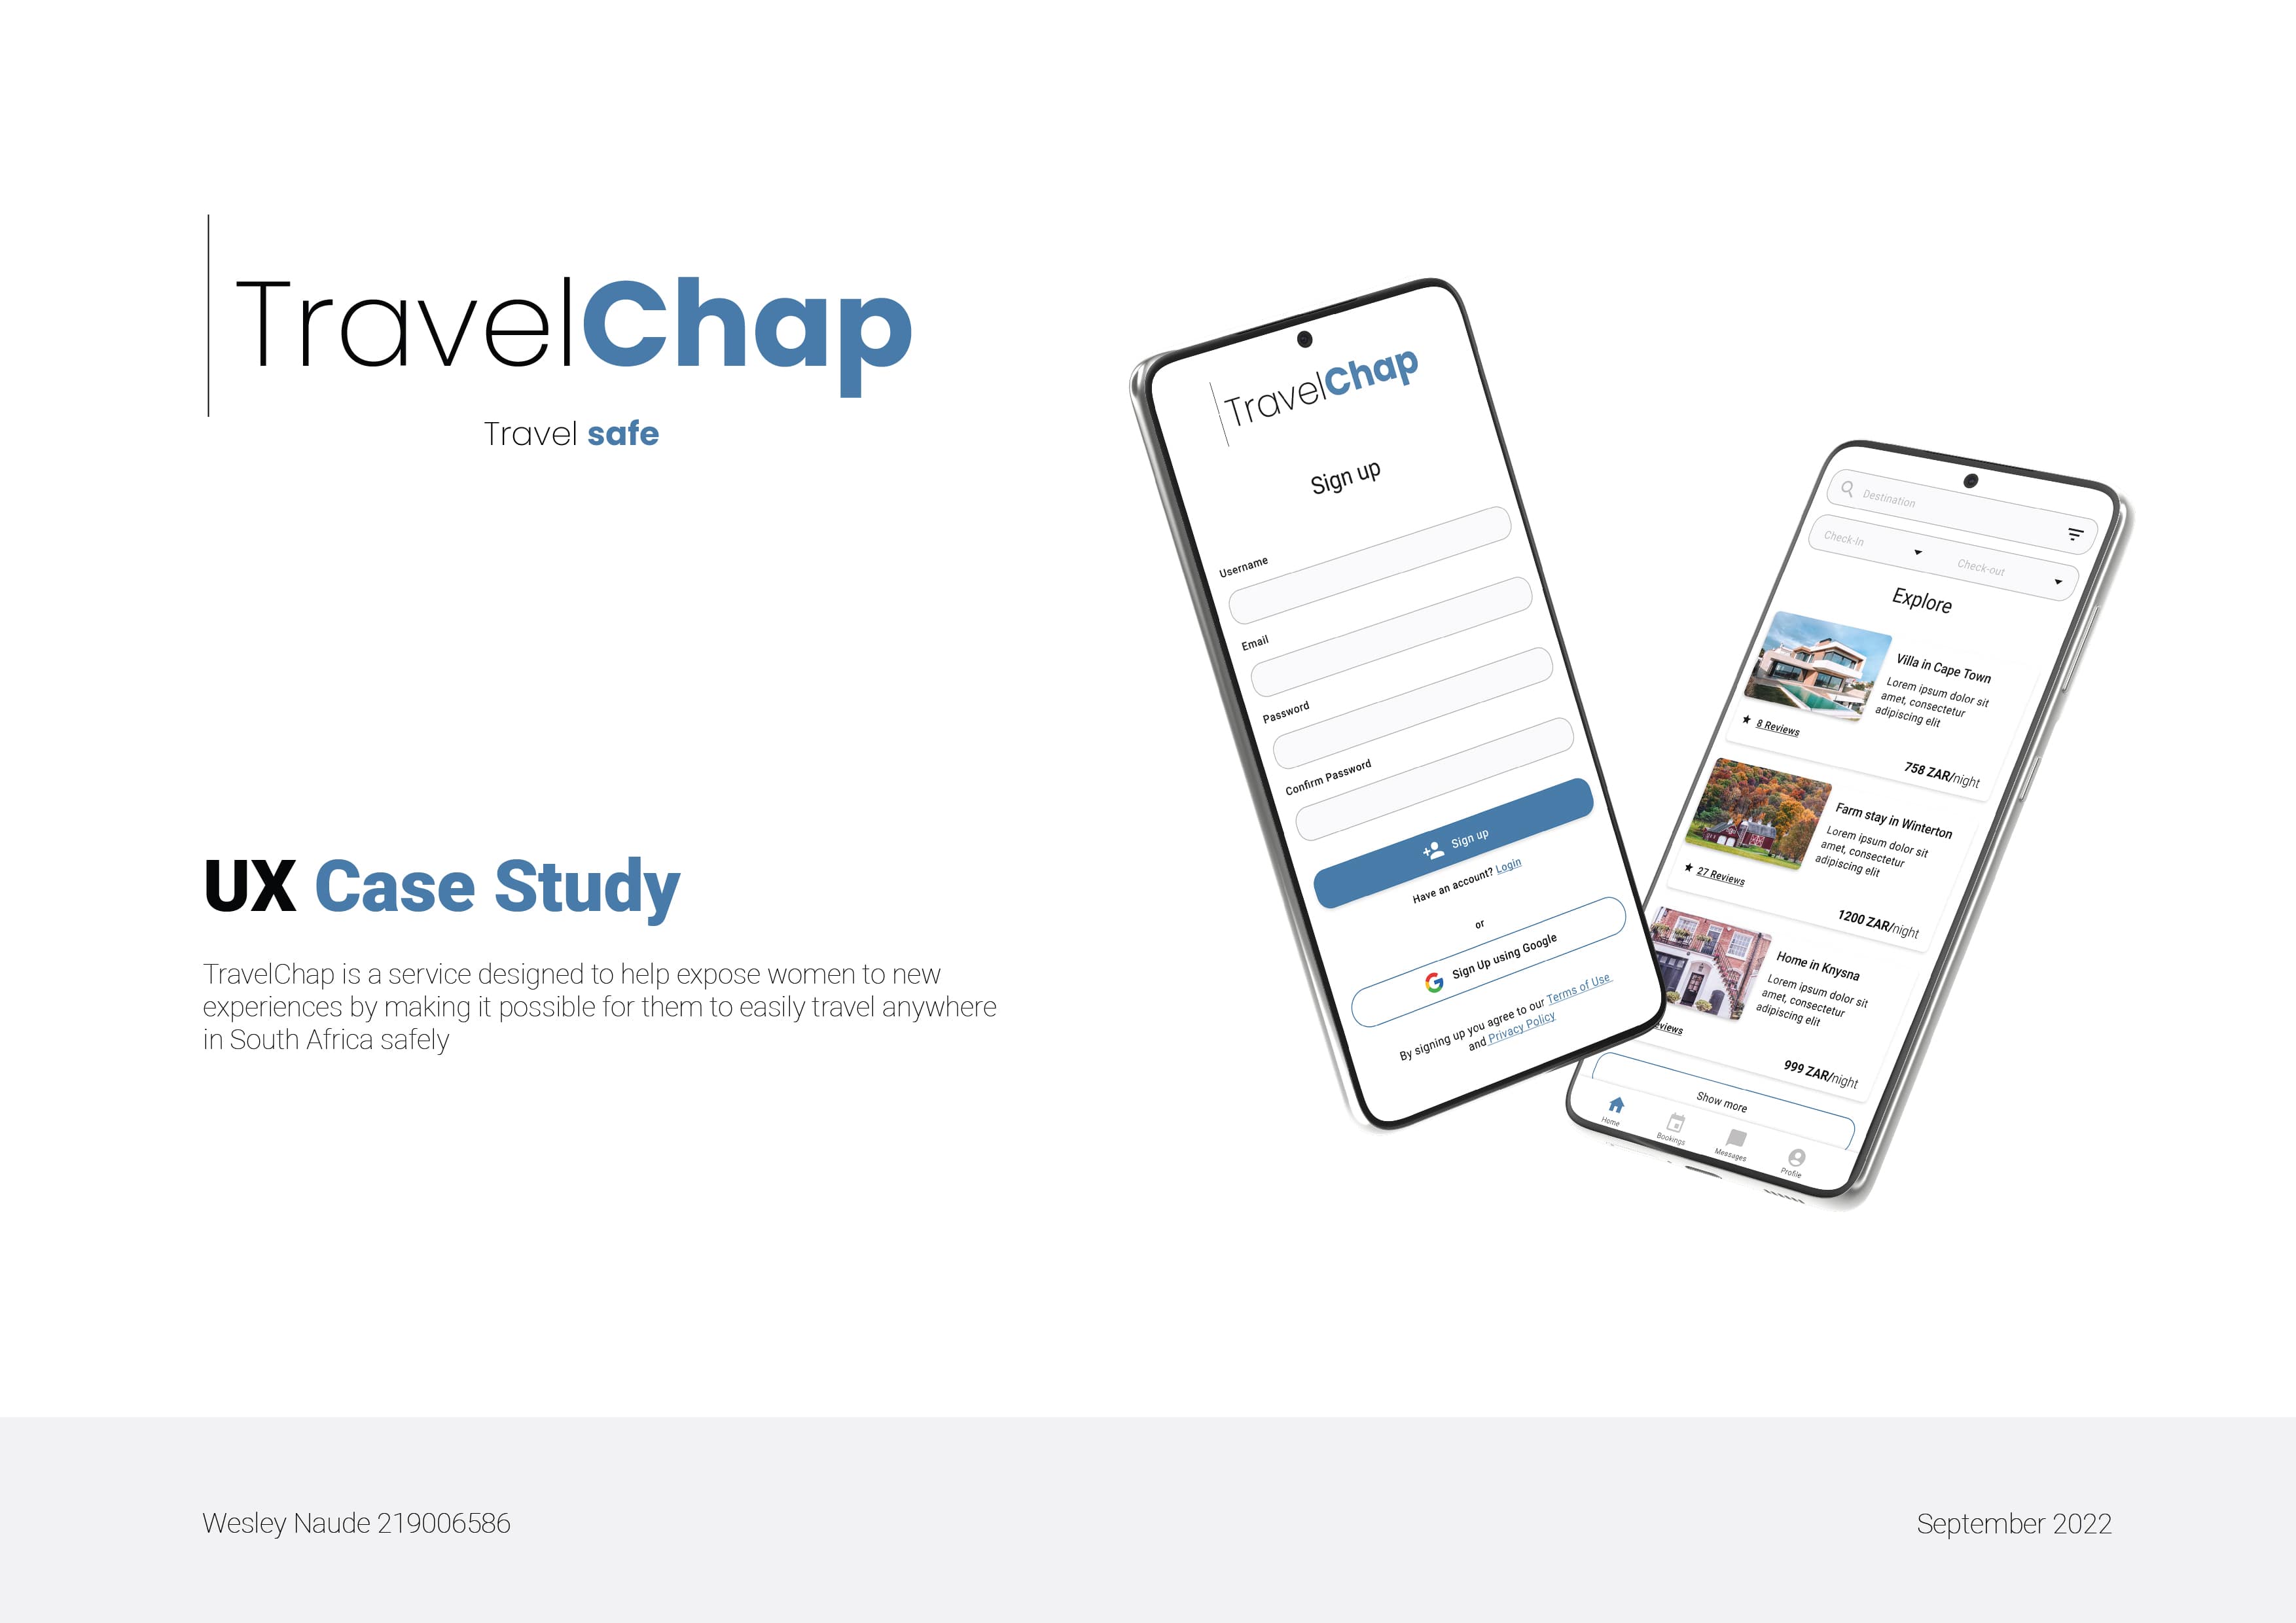 TravelChap
Travel safe
UX Case Study
TravelChap is a service designed to help expose women to new
experiences by making it possible for them to easily travel anywhere
in South Africa safely
TravelChap
Sign up
Username
Email
Password
Confirm Password
Sign up
Have an account? Login
or
Sign Up using Google
By signing up you agree to our Terms of Use
and Privacy Policy
Destination
Check-In
Check-out
Explore
Villa in Cape Town
Lorem ipsum dolor sit
amet, consectetur
adipiscing elit
8 Reviews
758 ZAR/night
Farm stay in Winterton
Lorem ipsum dolor sit
amet, consectetur
adipiscing elit
27 Reviews
1200 ZAR/night
Home in Knysna
Lorem ipsum dolor sit
amet, consectetur
adipiscing elit
eviews
999 ZAR/night
Show more
Home
Bookings
Messages
Profile
Wesley Naude 219006586
September 2022